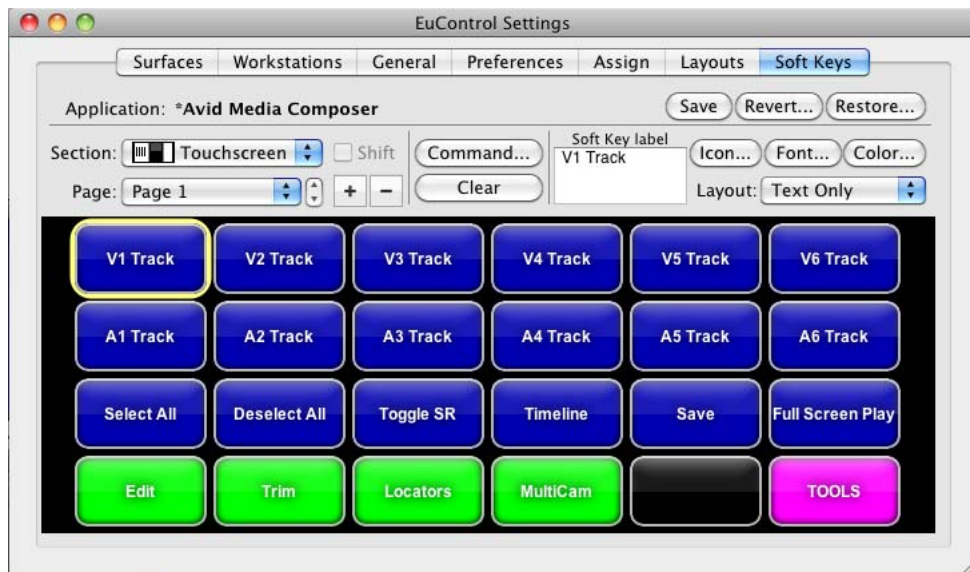 EuControl Settings
Surfaces Workstations General Preferences Assign Layouts Soft Keys
Application: *Avid Media Composer Save Revert... Restore...
Section: Touchscreen Shift Command... Soft Key label Icon... Font... Color...
V1 Track
Page: Page 1 + - Clear Layout: Text Only
V1 Track V2 Track V3 Track V4 Track V5 Track V6 Track
A1 Track A2 Track A3 Track A4 Track A5 Track A6 Track
Select All Deselect All Toggle SR Timeline Save Full Screen Play
Edit Trim Locators MultiCam TOOLS